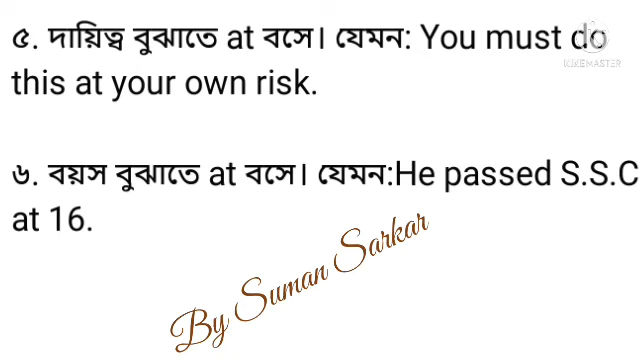 ৫. দায়িত্ব বুঝাতে at বসে। যেমন: You must do
this at your own risk.
৬. বয়স বুঝাতে at বসে। যেমন:He passed S.S.C
at 16.
By Suman Sarkar
KINEMASTER